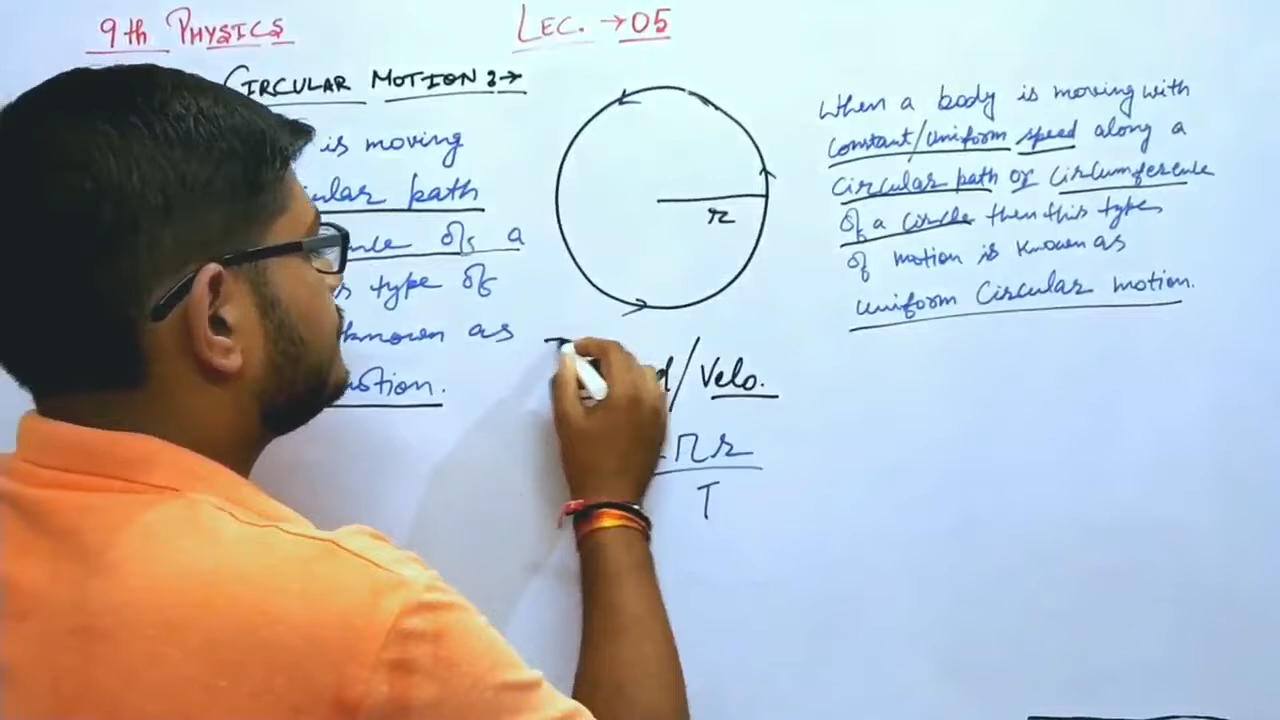 9th PHYSICS
LEC. → 05
CIRCULAR MOTION :→
is moving
path
of a
type of
known as
r
When a body is moving with
constant/uniform speed along a
circular path or circumference
of a circle then this type
of motion is known as
uniform Circular motion.
/Velo.
πr
T